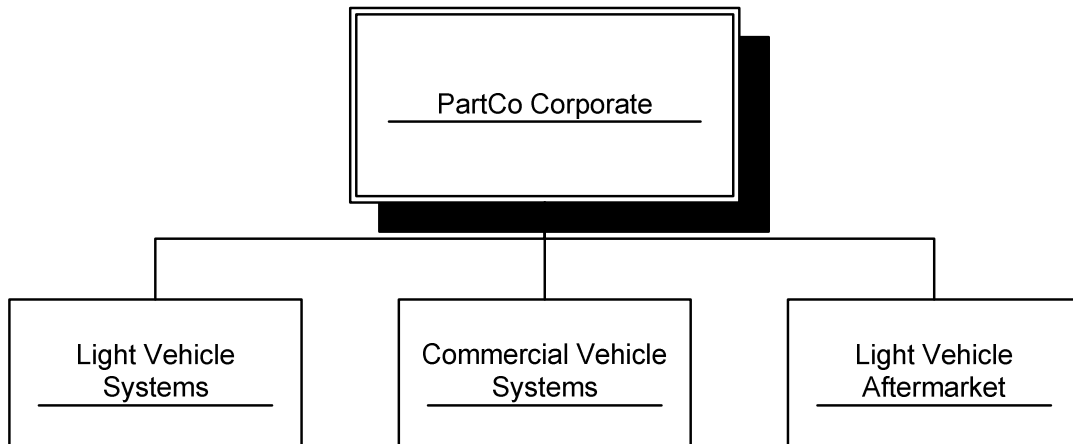 PartCo Corporate
Light Vehicle
Systems
Commercial Vehicle
Systems
Light Vehicle
Aftermarket